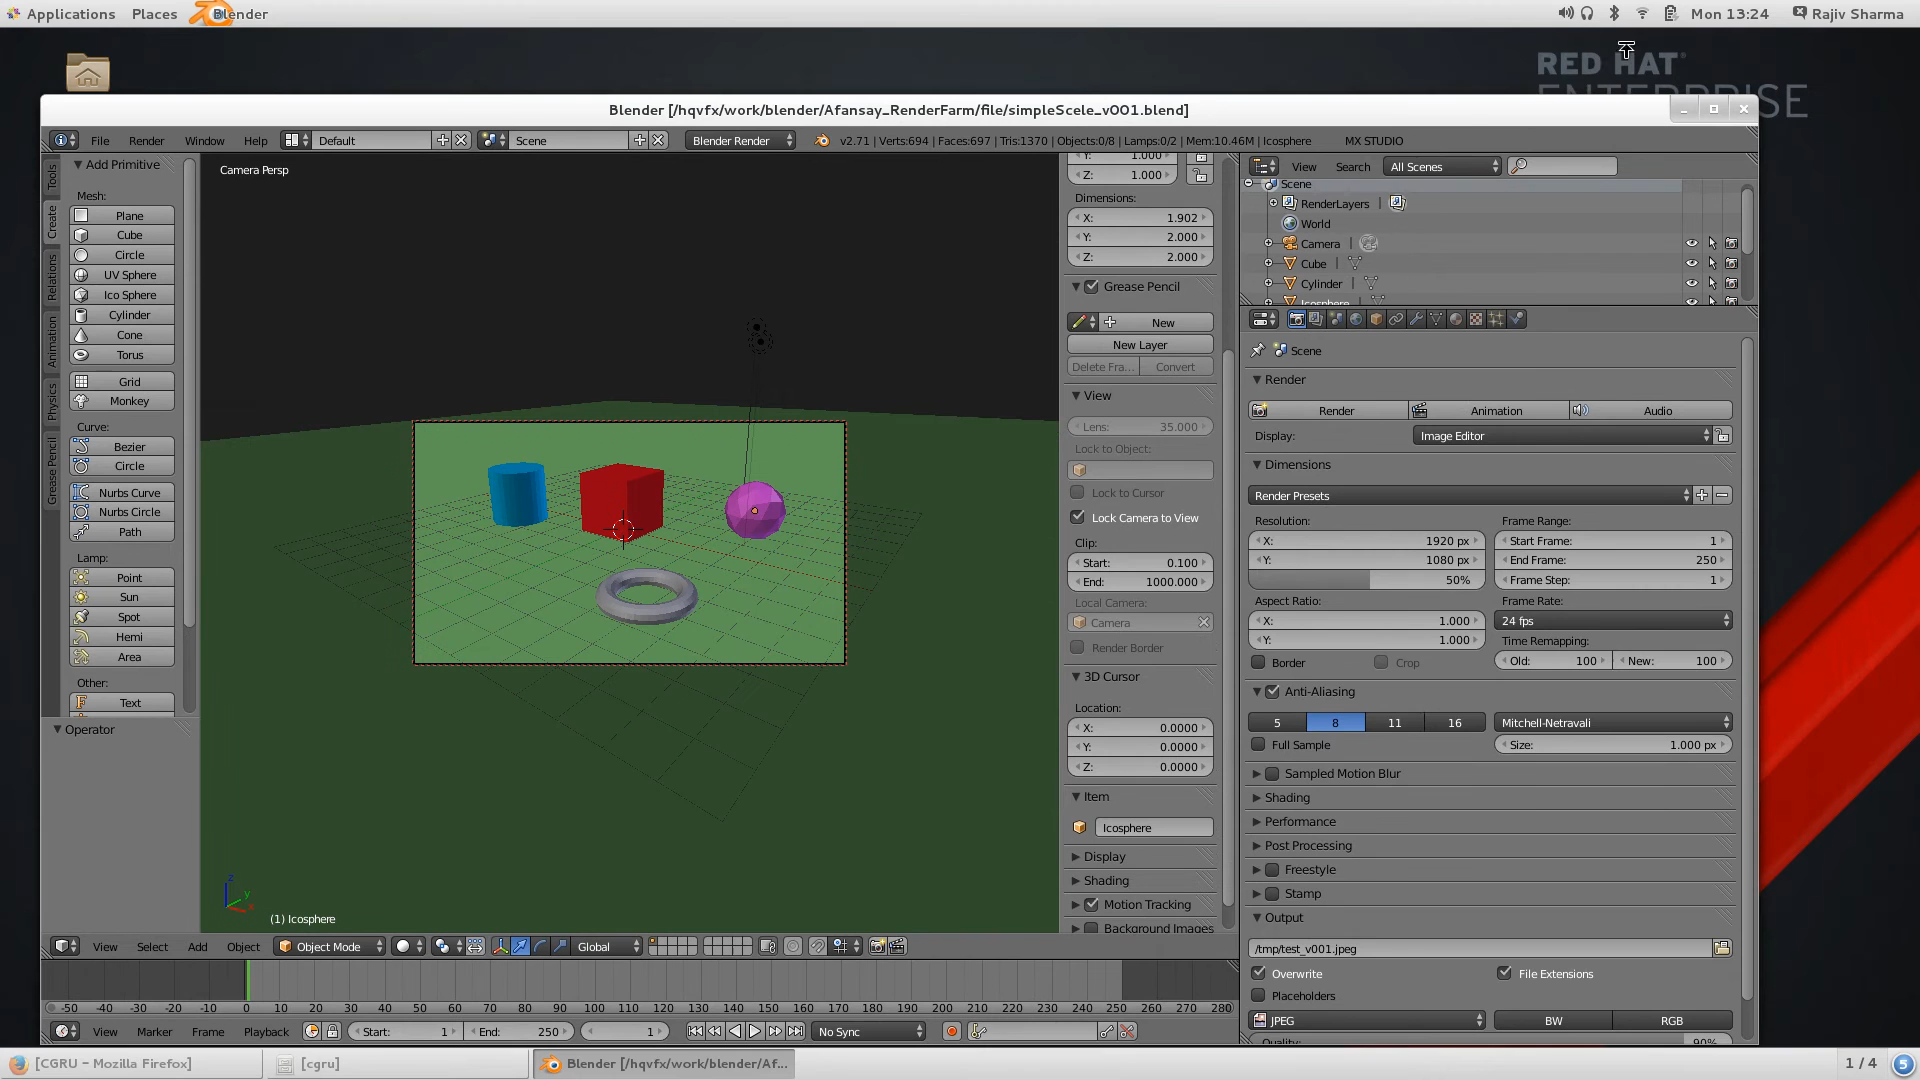 Applications Places Blender Mon 13:24 Rajiv Sharma
RED HAT
ENTERPRISE
Blender [/hqvfx/work/blender/Afansay_RenderFarm/file/simpleScele_v001.blend]
File Render Window Help Default Scene Blender Render v2.71 | Verts:694 | Faces:697 | Tris:1370 | Objects:0/8 | Lamps:0/2 | Mem:10.46M | Icosphere MX STUDIO
Tools
Create
Relations
Animation
Physics
Grease Pencil
Add Primitive
Mesh:
Plane
Cube
Circle
UV Sphere
Ico Sphere
Cylinder
Cone
Torus
Grid
Monkey
Curve:
Bezier
Circle
Nurbs Curve
Nurbs Circle
Path
Lamp:
Point
Sun
Spot
Hemi
Area
Other:
Text
Operator
Camera Persp
z
y
x
(1) Icosphere
Y: 1.000
Z: 1.000
Dimensions:
X: 1.902
Y: 2.000
Z: 2.000
Grease Pencil
New
New Layer
Delete Fra... Convert
View
Lens: 35.000
Lock to Object:
Lock to Cursor
Lock Camera to View
Clip:
Start: 0.100
End: 1000.000
Local Camera:
Camera
Render Border
3D Cursor
Location:
X: 0.0000
Y: 0.0000
Z: 0.0000
Item
Icosphere
Display
Shading
Motion Tracking
Background Images
View Search All Scenes
Scene
RenderLayers |
World
Camera |
Cube |
Cylinder |
Icosphere |
Scene
Render
Render Animation Audio
Display: Image Editor
Dimensions
Render Presets
Resolution: Frame Range:
X: 1920 px Start Frame: 1
Y: 1080 px End Frame: 250
50% Frame Step: 1
Aspect Ratio: Frame Rate:
X: 1.000 24 fps
Y: 1.000 Time Remapping:
Border Crop Old: 100 New: 100
Anti-Aliasing
5 8 11 16 Mitchell-Netravali
Full Sample Size: 1.000 px
Sampled Motion Blur
Shading
Performance
Post Processing
Freestyle
Stamp
Output
/tmp/test_v001.jpeg
Overwrite File Extensions
Placeholders
JPEG BW RGB
Quality: 90%
View Select Add Object Object Mode Global
-50 -40 -30 -20 -10 0 10 20 30 40 50 60 70 80 90 100 110 120 130 140 150 160 170 180 190 200 210 220 230 240 250 260 270 280
View Marker Frame Playback Start: 1 End: 250 1 No Sync
[CGRU - Mozilla Firefox] [cgru] Blender [/hqvfx/work/blender/Af... 1 / 4 5